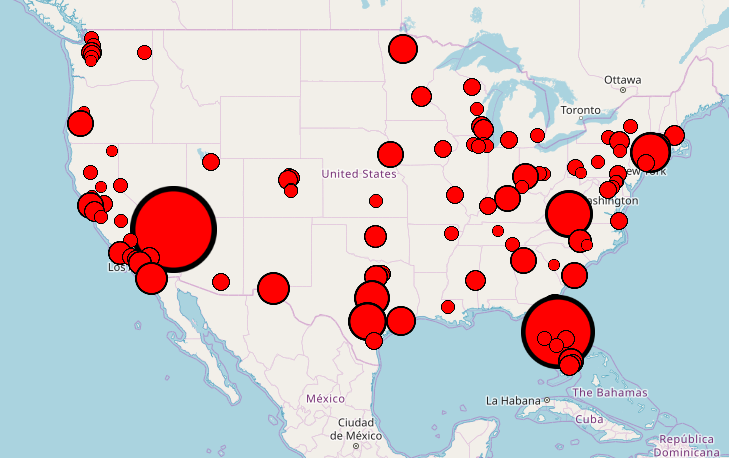 Ottawa
Toronto
United States
New York
Washington
Los
The Bahamas
La Habana
México
Cuba
Ciudad
de México
República
Dominicana